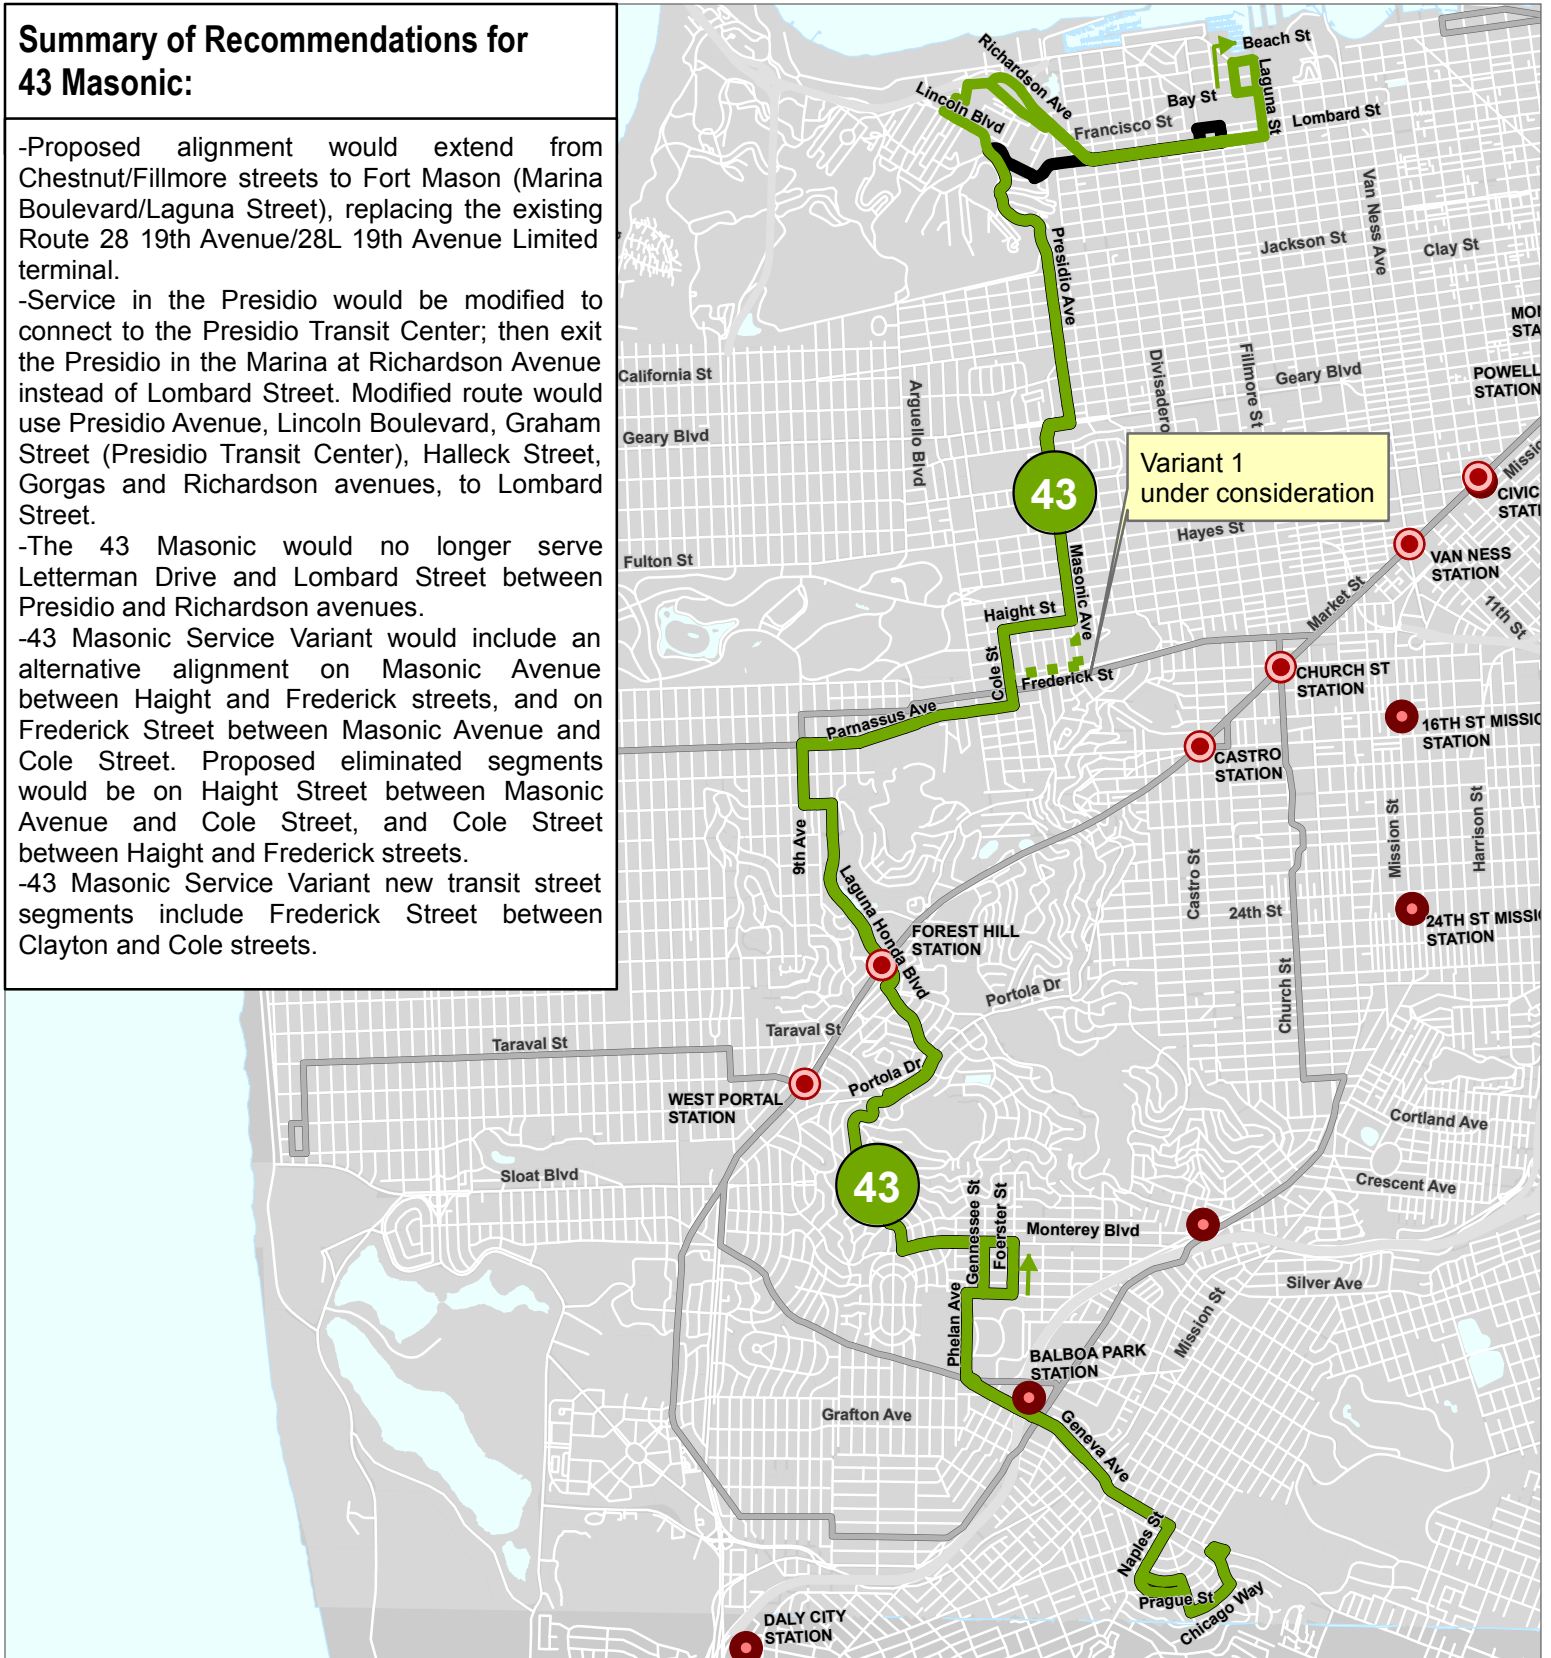 Summary of Recommendations for
43 Masonic:
-Proposed alignment would extend from
Chestnut/Fillmore streets to Fort Mason (Marina
Boulevard/Laguna Street), replacing the existing
Route 28 19th Avenue/28L 19th Avenue Limited
terminal.
-Service in the Presidio would be modified to
connect to the Presidio Transit Center; then exit
the Presidio in the Marina at Richardson Avenue
instead of Lombard Street. Modified route would
use Presidio Avenue, Lincoln Boulevard, Graham
Street (Presidio Transit Center), Halleck Street,
Gorgas and Richardson avenues, to Lombard
Street.
-The 43 Masonic would no longer serve
Letterman Drive and Lombard Street between
Presidio and Richardson avenues.
-43 Masonic Service Variant would include an
alternative alignment on Masonic Avenue
between Haight and Frederick streets, and on
Frederick Street between Masonic Avenue and
Cole Street. Proposed eliminated segments
would be on Haight Street between Masonic
Avenue and Cole Street, and Cole Street
between Haight and Frederick streets.
-43 Masonic Service Variant new transit street
segments include Frederick Street between
Clayton and Cole streets.
Beach St
Richardson Ave
Laguna St
Lincoln Blvd
Bay St
Francisco St
Lombard St
Van Ness Ave
Presidio Ave
Jackson St
Clay St
MON
STA
California St
Arguello Blvd
Divisadero
Fillmore St
Geary Blvd
POWELL
STATION
Geary Blvd
Variant 1
under consideration
43
Missio
CIVIC
STATI
Hayes St
Fulton St
Masonic Ave
VAN NESS
STATION
Market St
11th St
Haight St
Cole St
Frederick St
CHURCH ST
STATION
Parnassus Ave
16TH ST MISSIO
STATION
CASTRO
STATION
9th Ave
Mission St
Harrison St
Laguna Honda Blvd
Castro St
24th St
24TH ST MISSI
STATION
FOREST HILL
STATION
Church St
Portola Dr
Taraval St
Taraval St
Portola Dr
WEST PORTAL
STATION
Cortland Ave
Sloat Blvd
43
Gennessee St
Foerster St
Crescent Ave
Monterey Blvd
Silver Ave
Phelan Ave
Mission St
BALBOA PARK
STATION
Grafton Ave
Geneva Ave
Naples St
Prague St
Chicago Way
DALY CITY
STATION